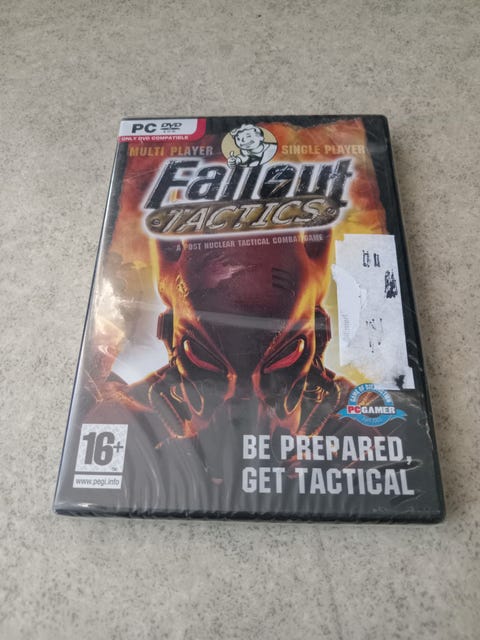 PC DVD
ONLY DVD COMPATIBLE
MULTI PLAYER SINGLE PLAYER
Fallout
TACTICS
A POST NUCLEAR TACTICAL COMBAT GAME
PC GAMER
16+
www.pegi.info
BE PREPARED,
GET TACTICAL